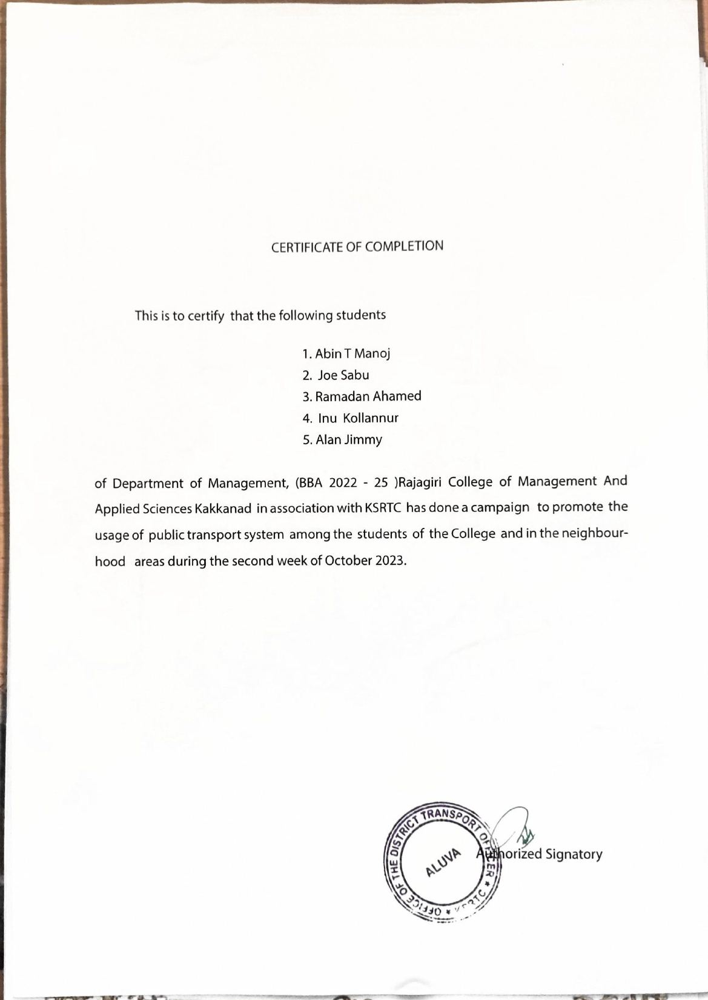 CERTIFICATE OF COMPLETION
This is to certify that the following students
1. Abin T Manoj
2. Joe Sabu
3. Ramadan Ahamed
4. Inu Kollannur
5. Alan Jimmy
of Department of Management, (BBA 2022 - 25 )Rajagiri College of Management And
Applied Sciences Kakkanad in association with KSRTC has done a campaign to promote the
usage of public transport system among the students of the College and in the neighbour-
hood areas during the second week of October 2023.
OFFICE OF THE DISTRICT TRANSPORT OFFICER * KSRTC *
ALUVA
Authorized Signatory